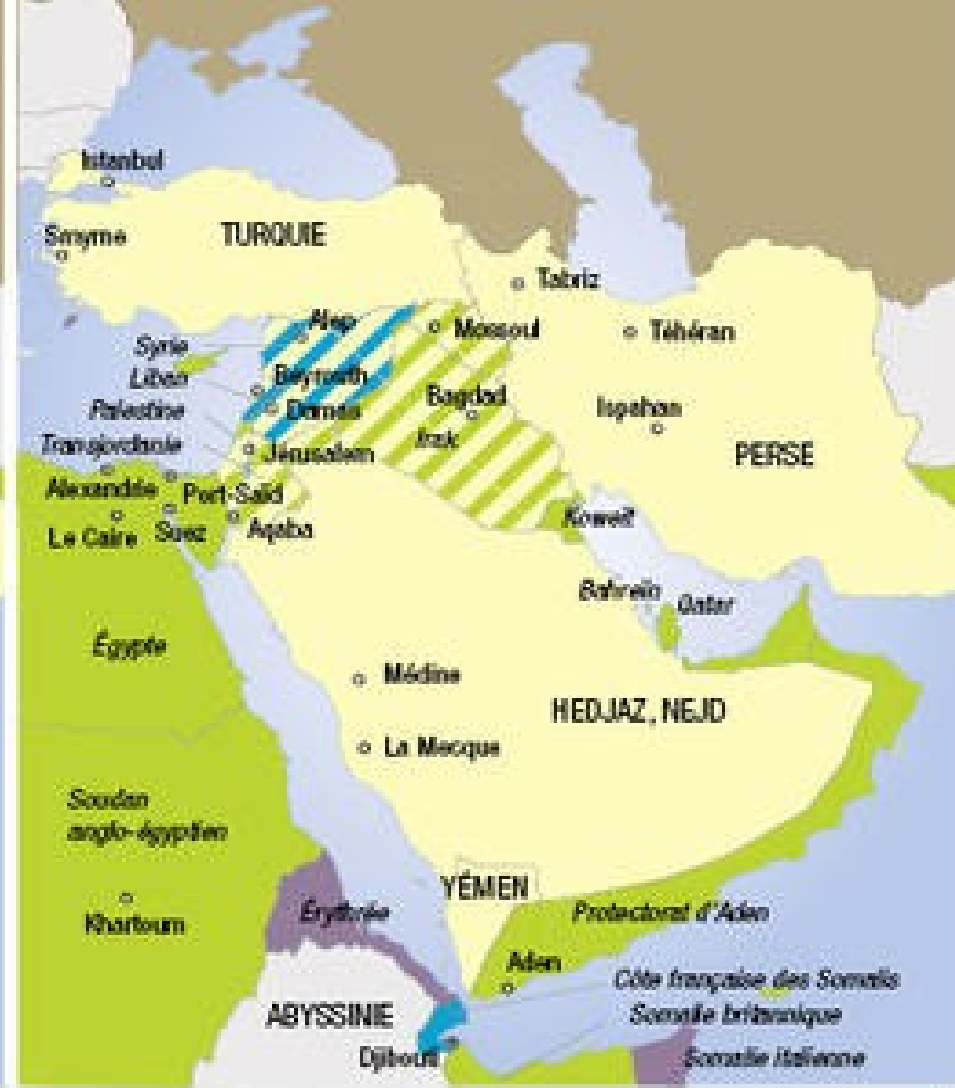 Istanbul
Smyrne
TURQUIE
Tabriz
Alep
Mossoul
Téhéran
Syrie
Liban
Beyrouth
Bagdad
Palestine
Damas
Irak
Ispahan
Transjordanie
Jérusalem
PERSE
Alexandrie
Port-Saïd
Koweït
Le Caire
Suez
Aqaba
Bahreïn
Qatar
Égypte
Médine
HEDJAZ, NEJD
La Mecque
Soudan
anglo-égyptien
YÉMEN
Érythrée
Protectorat d'Aden
Khartoum
Aden
Côte française des Somalis
ABYSSINIE
Somalie britannique
Djibouti
Somalie italienne